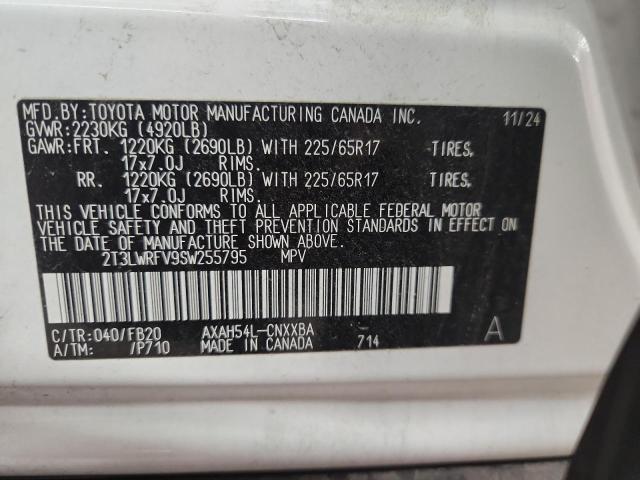 MFD.BY:TOYOTA MOTOR MANUFACTURING CANADA INC. 11/24
GVWR:2230KG (4920LB)
GAWR:FRT. 1220KG (2690LB) WITH 225/65R17 TIRES,
17x7.0J RIMS.
RR. 1220KG (2690LB) WITH 225/65R17 TIRES,
17x7.0J RIMS.
THIS VEHICLE CONFORMS TO ALL APPLICABLE FEDERAL MOTOR
VEHICLE SAFETY AND THEFT PREVENTION STANDARDS IN EFFECT ON
THE DATE OF MANUFACTURE SHOWN ABOVE.
2T3LWRFV9SW255795 MPV
C/TR:040/FB20 AXAH54L-CNXXBA -
A/TM: /P710 MADE IN CANADA 714 A